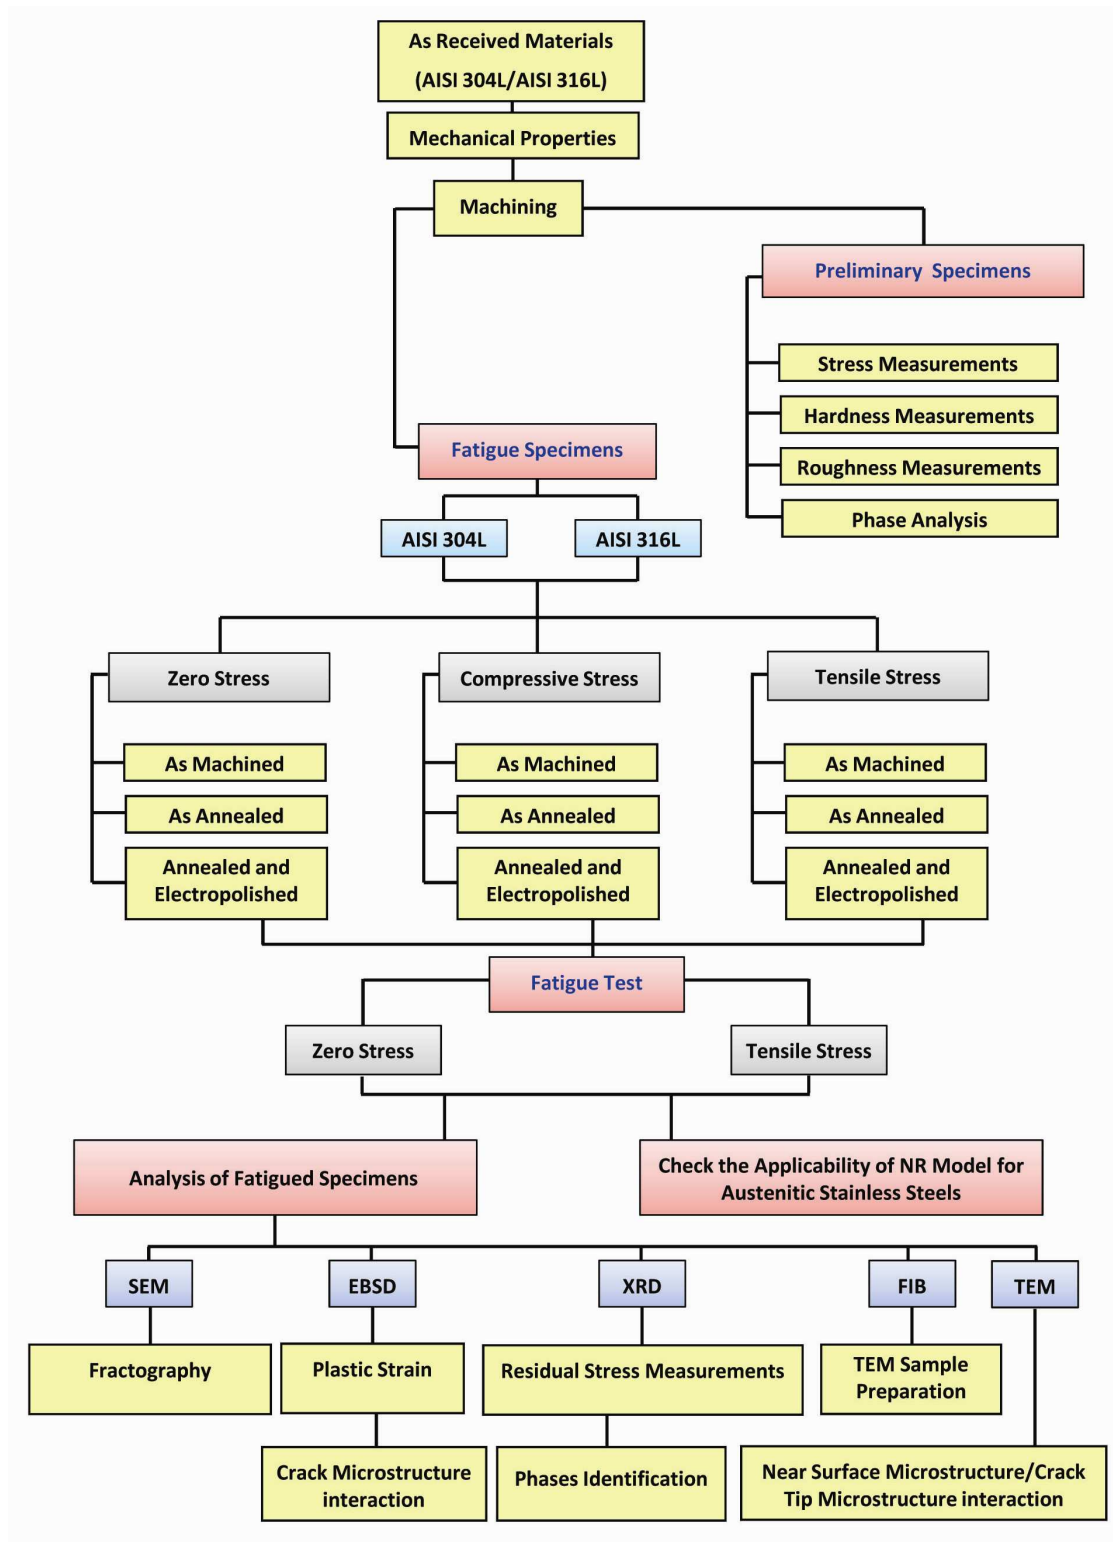 As Received Materials
(AISI 304L/AISI 316L)
Mechanical Properties
Machining
Preliminary Specimens
Stress Measurements
Hardness Measurements
Roughness Measurements
Phase Analysis
Fatigue Specimens
AISI 304L
AISI 316L
Zero Stress
As Machined
As Annealed
Annealed and
Electropolished
Compressive Stress
As Machined
As Annealed
Annealed and
Electropolished
Tensile Stress
As Machined
As Annealed
Annealed and
Electropolished
Fatigue Test
Zero Stress
Tensile Stress
Analysis of Fatigued Specimens
Check the Applicability of NR Model for
Austenitic Stainless Steels
SEM
EBSD
XRD
FIB
TEM
Fractography
Plastic Strain
Residual Stress Measurements
TEM Sample
Preparation
Crack Microstructure
interaction
Phases Identification
Near Surface Microstructure/Crack
Tip Microstructure interaction